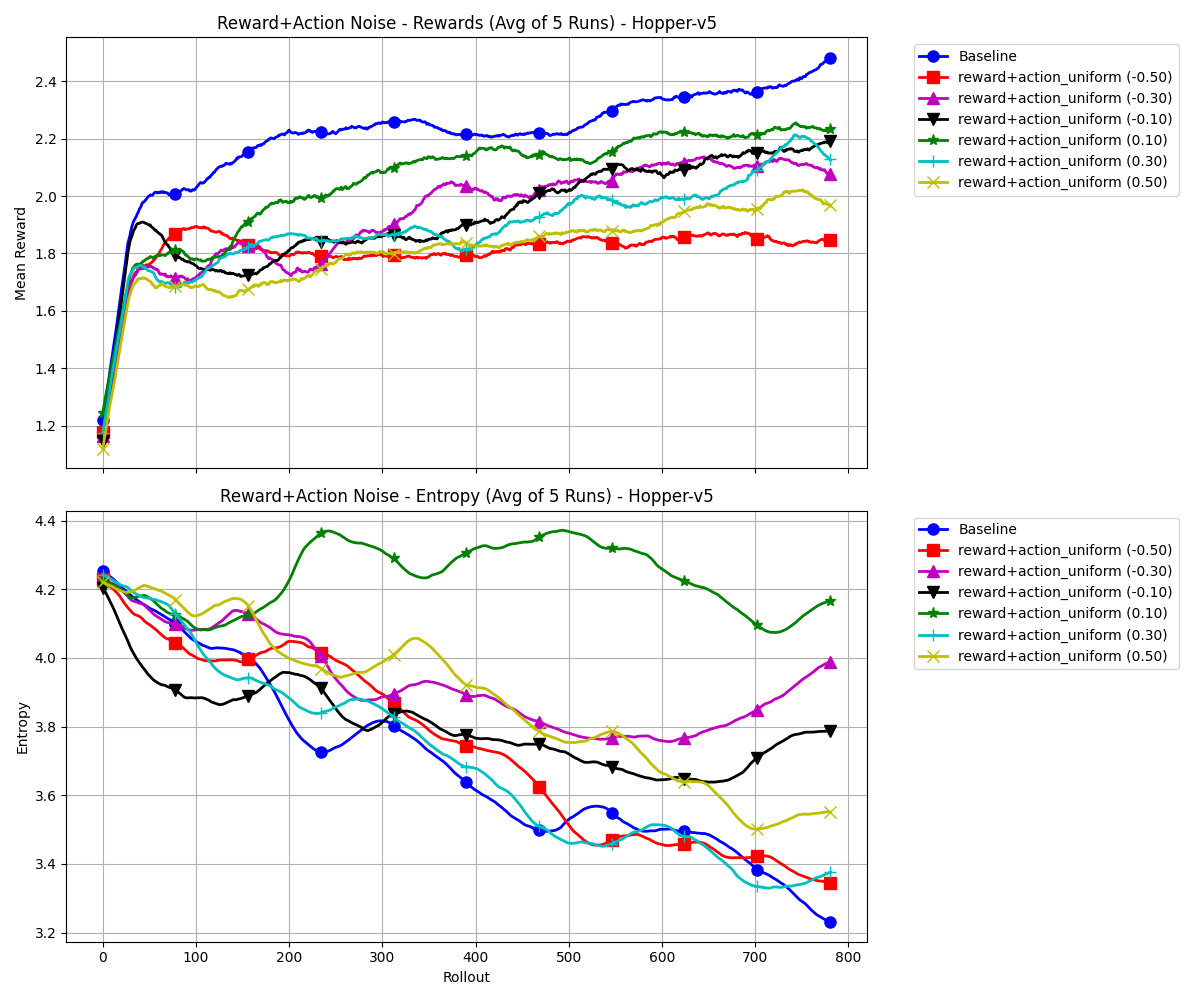 Reward+Action Noise - Rewards (Avg of 5 Runs) - Hopper-v5
Mean Reward
2.4
2.2
2.0
1.8
1.6
1.4
1.2
Baseline
reward+action_uniform (-0.50)
reward+action_uniform (-0.30)
reward+action_uniform (-0.10)
reward+action_uniform (0.10)
reward+action_uniform (0.30)
reward+action_uniform (0.50)
Reward+Action Noise - Entropy (Avg of 5 Runs) - Hopper-v5
Entropy
4.4
4.2
4.0
3.8
3.6
3.4
3.2
0 100 200 300 400 500 600 700 800
Rollout
Baseline
reward+action_uniform (-0.50)
reward+action_uniform (-0.30)
reward+action_uniform (-0.10)
reward+action_uniform (0.10)
reward+action_uniform (0.30)
reward+action_uniform (0.50)